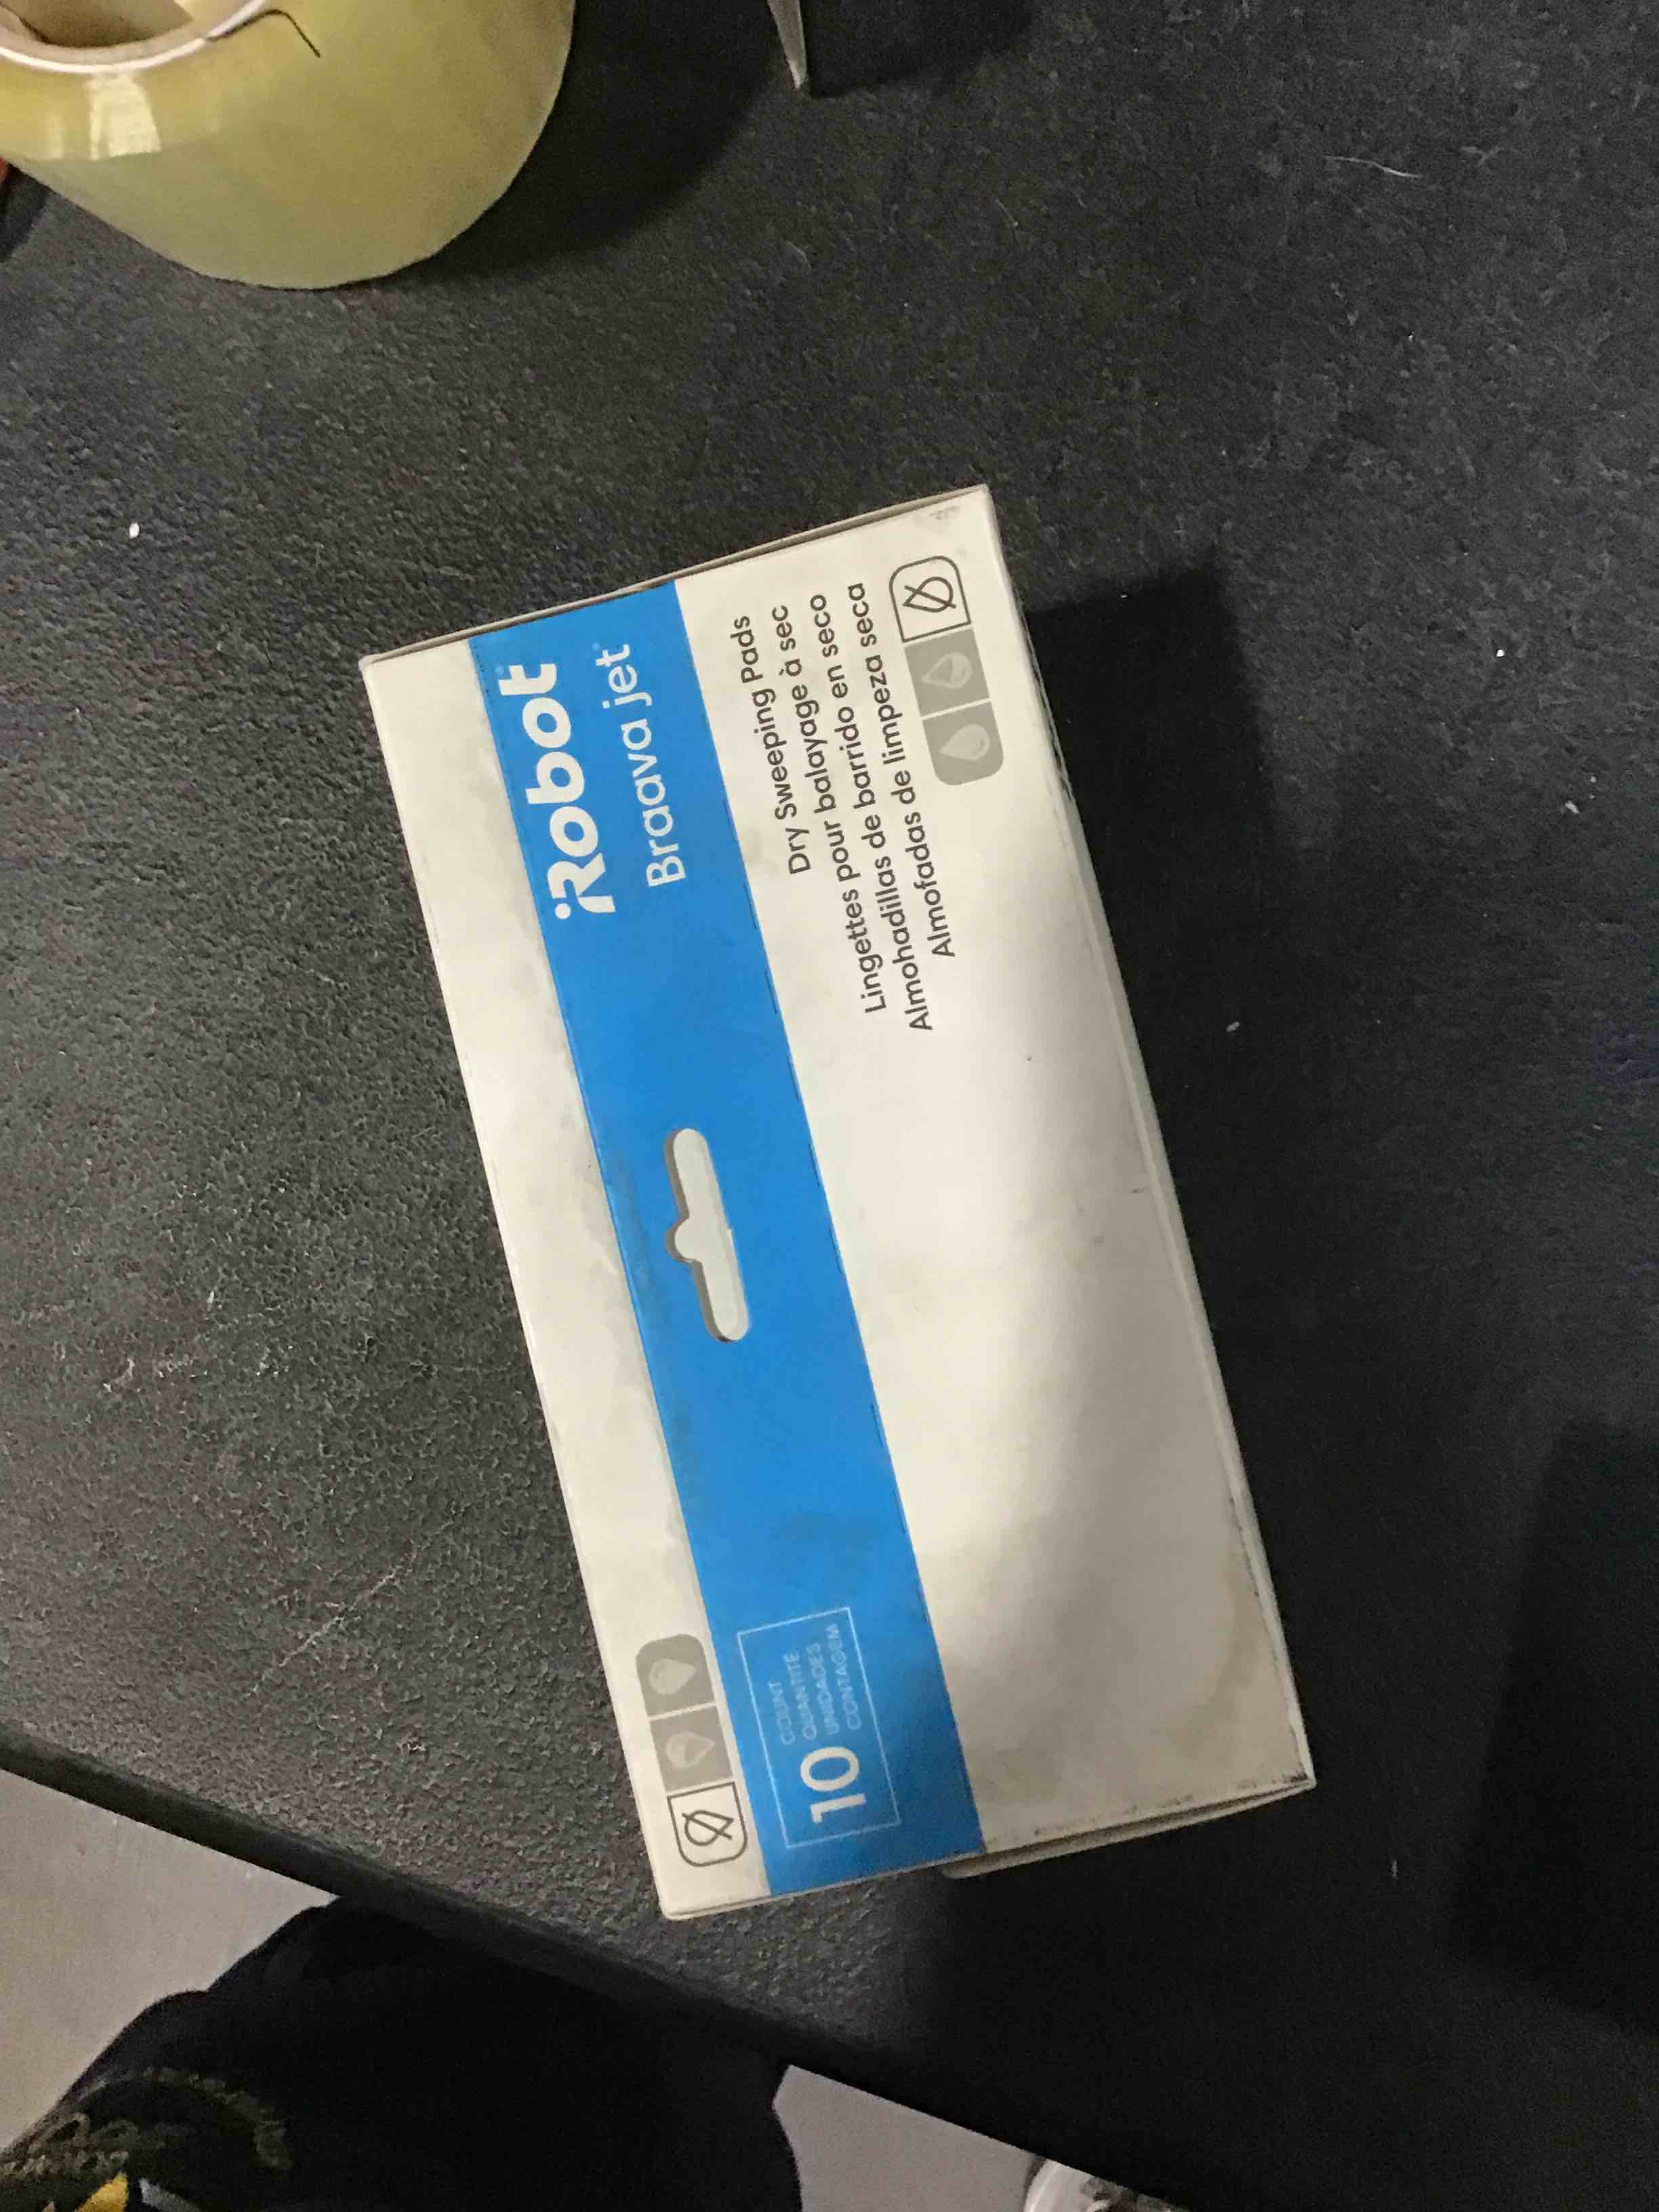 iRobot
Braava jet
Dry Sweeping Pads
Lingettes pour balayage à sec
Almohadillas de barrido en seco
Almofadas de limpeza seca
10
COUNT
QUANTITÉ
UNIDADES
CONTAGEM